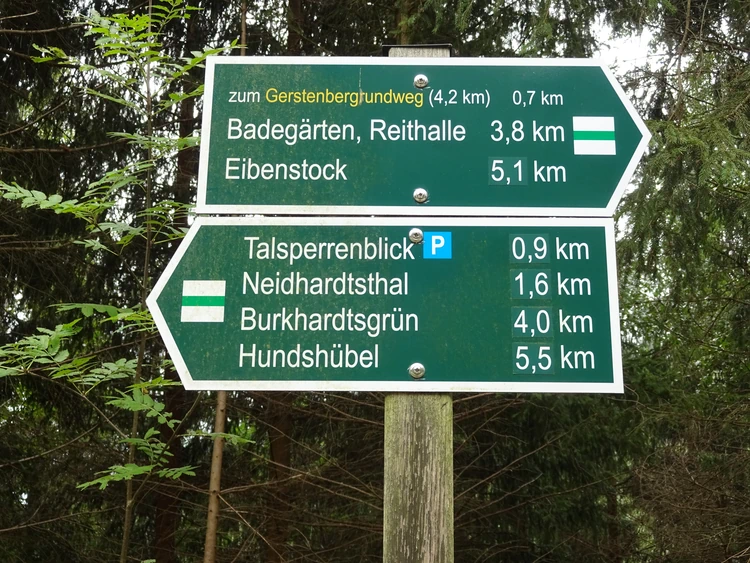 zum Gerstenbergrundweg (4,2 km) 0,7 km
Badegärten, Reithalle 3,8 km
Eibenstock 5,1 km
Talsperrenblick P 0,9 km
Neidhardtsthal 1,6 km
Burkhardtsgrün 4,0 km
Hundshübel 5,5 km